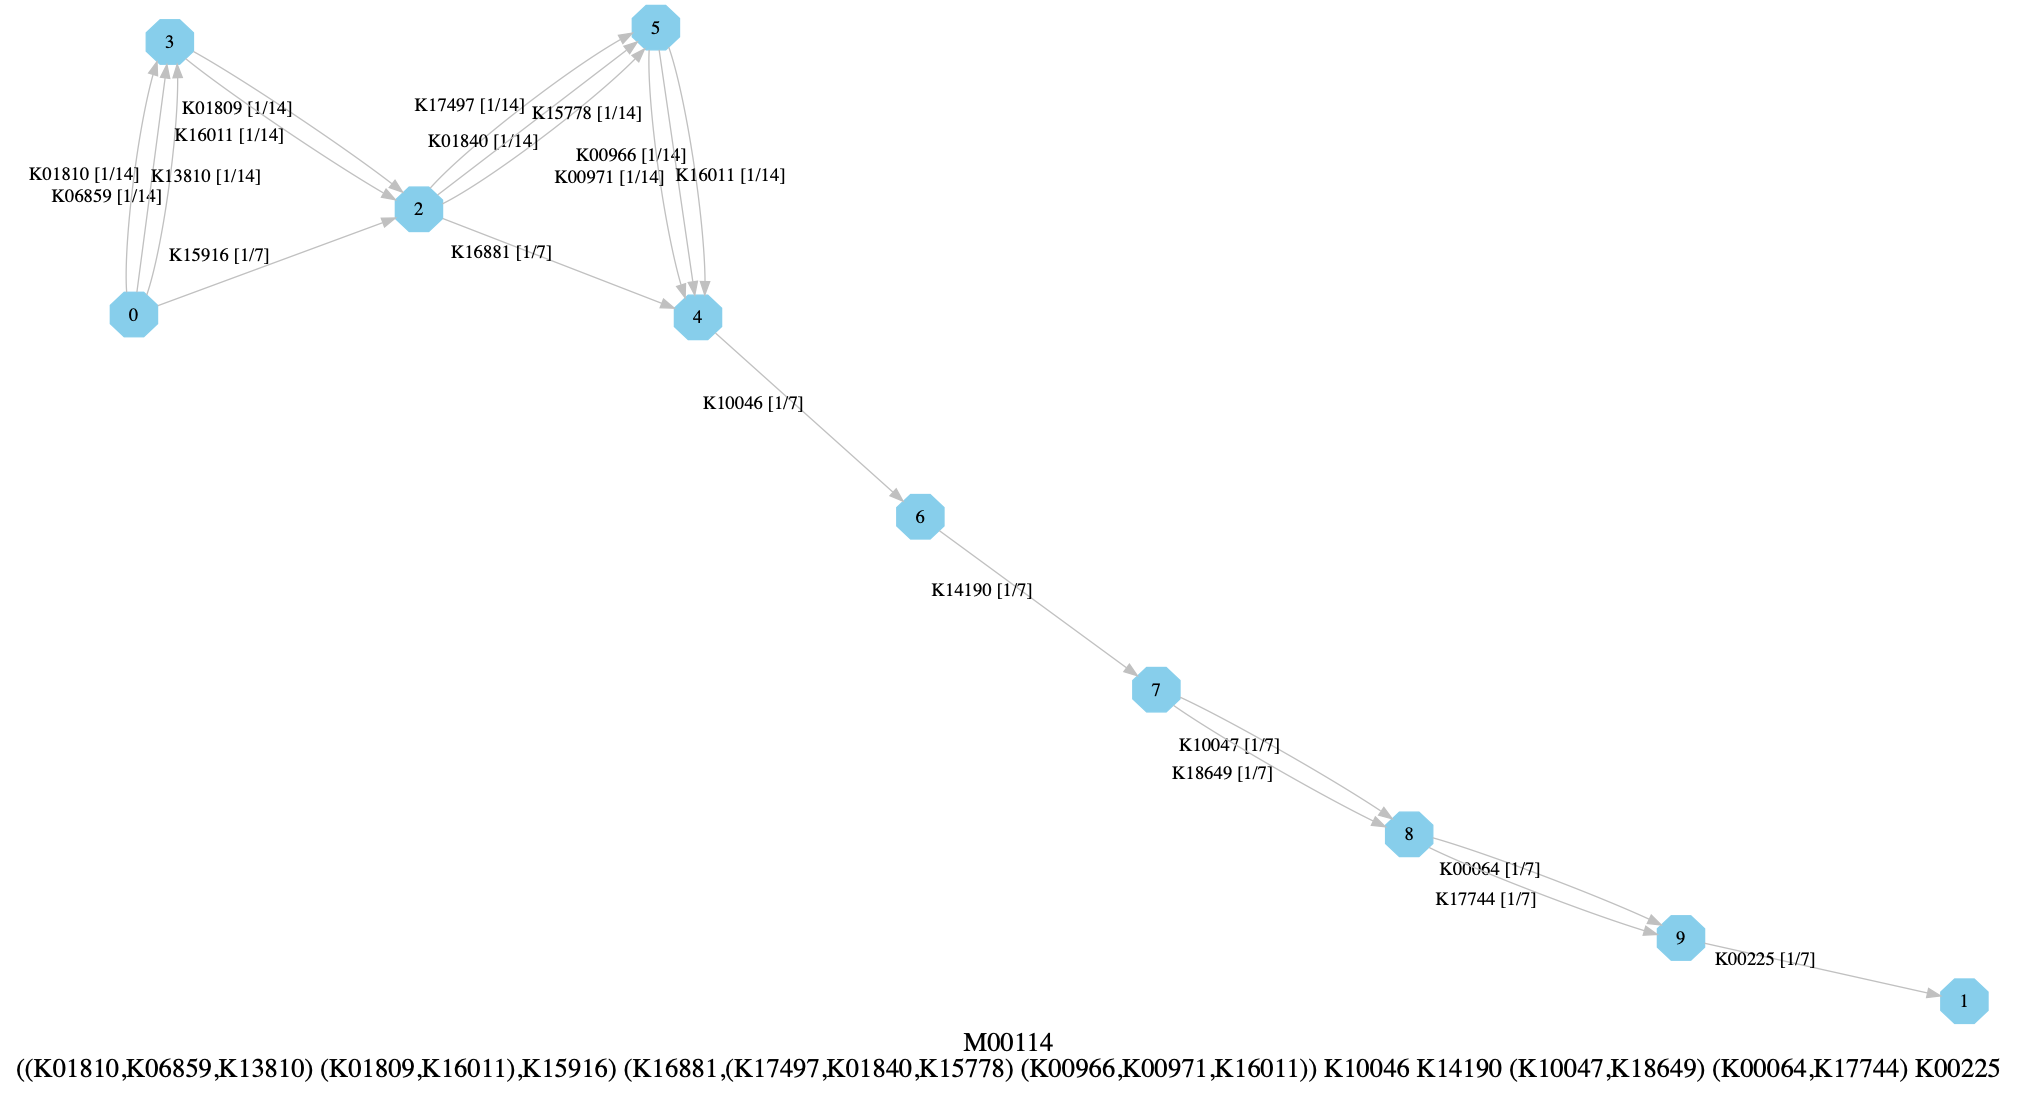 3
5
K01809 [1/14]
K16011 [1/14]
K17497 [1/14]
K15778 [1/14]
K01840 [1/14]
K00966 [1/14]
K00971 [1/14]
K16011 [1/14]
K01810 [1/14]
K13810 [1/14]
K06859 [1/14]
2
K15916 [1/7]
K16881 [1/7]
0
4
K10046 [1/7]
6
K14190 [1/7]
7
K10047 [1/7]
K18649 [1/7]
8
K00064 [1/7]
K17744 [1/7]
9
K00225 [1/7]
1
M00114
((K01810,K06859,K13810) (K01809,K16011),K15916) (K16881,(K17497,K01840,K15778) (K00966,K00971,K16011)) K10046 K14190 (K10047,K18649) (K00064,K17744) K00225